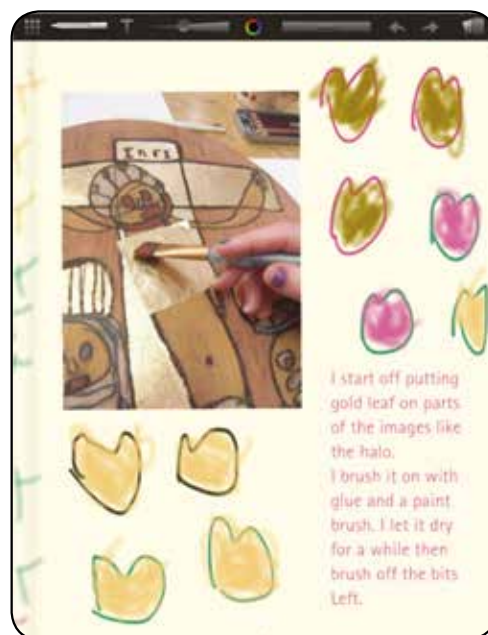 INRI
I start off putting
gold leaf on parts
of the images like
the halo.
I brush it on with
glue and a paint
brush. I let it dry
for a while then
brush off the bits
Left.